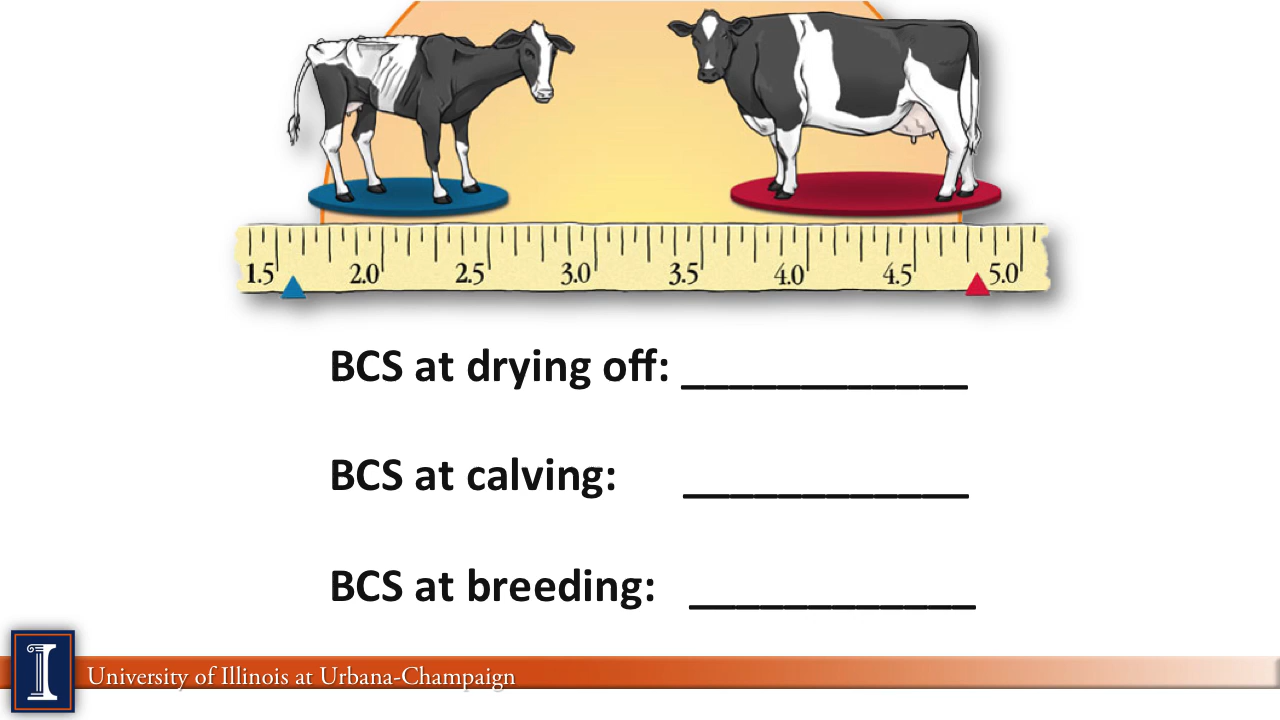 1.5 2.0 2.5 3.0 3.5 4.0 4.5 5.0
BCS at drying off: ____________
BCS at calving: ____________
BCS at breeding: ____________
I
University of Illinois at Urbana-Champaign